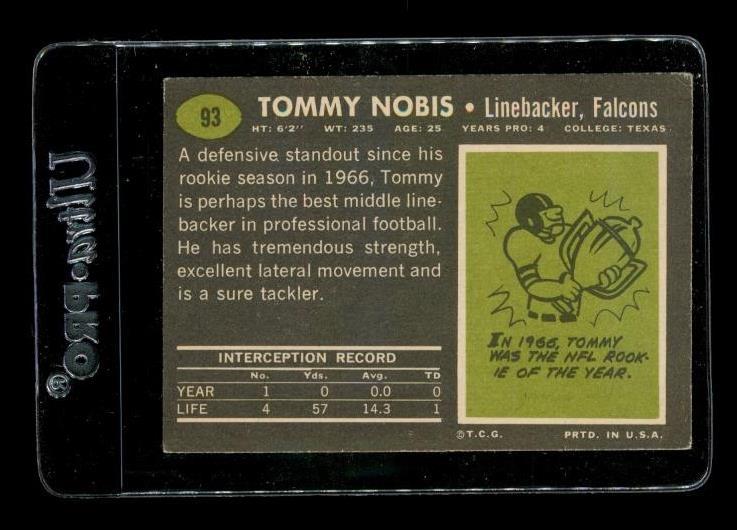 Ultra·PRO®
93
TOMMY NOBIS • Linebacker, Falcons
HT: 6'2" WT: 235 AGE: 25 YEARS PRO: 4 COLLEGE: TEXAS
A defensive standout since his
rookie season in 1966, Tommy
is perhaps the best middle line-
backer in professional football.
He has tremendous strength,
excellent lateral movement and
is a sure tackler.
INTERCEPTION RECORD
No. Yds. Avg. TD
YEAR 1 0 0.0 0
LIFE 4 57 14.3 1
IN 1966, TOMMY
WAS THE NFL ROOK-
IE OF THE YEAR.
©T.C.G. PRTD. IN U.S.A.